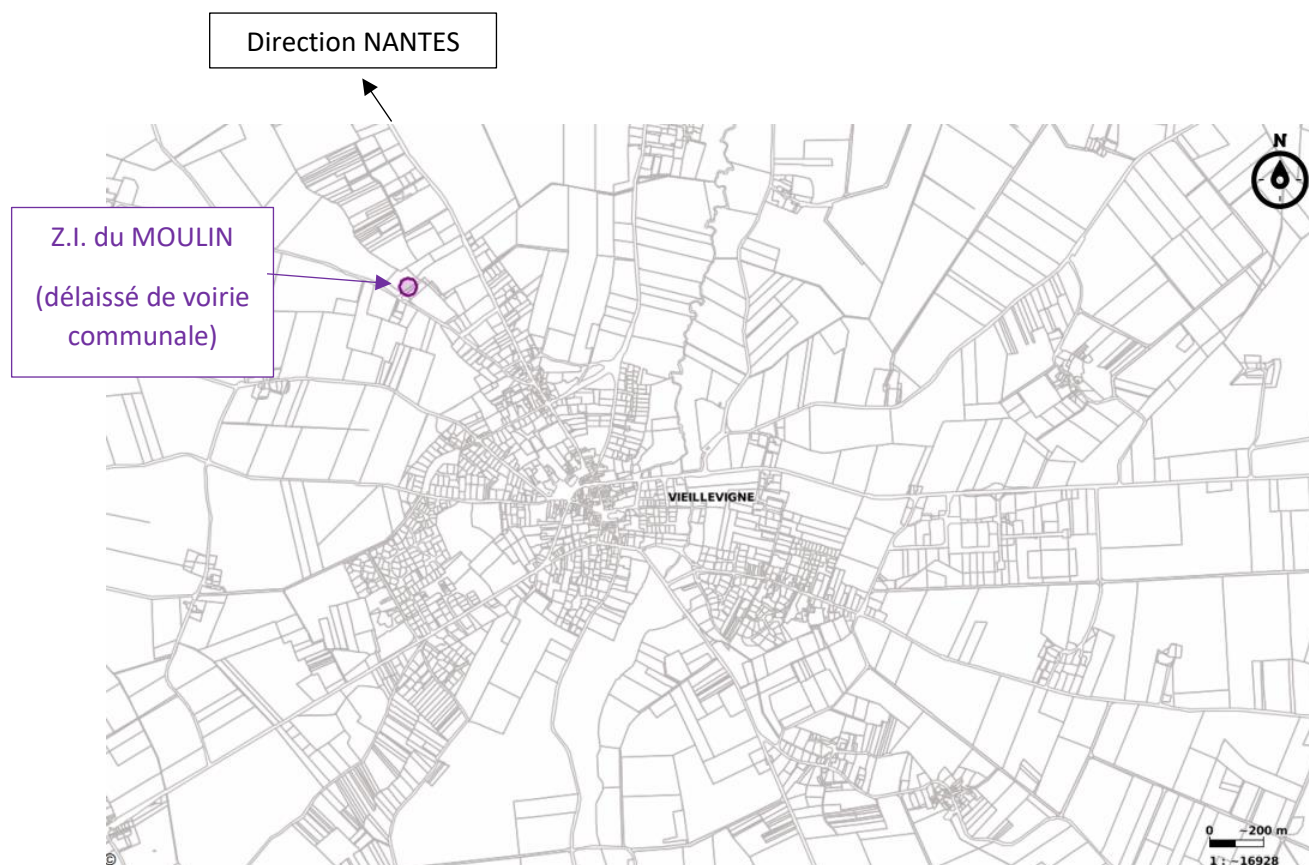 Direction NANTES
N
Z.I. du MOULIN
(délaissé de voirie
communale)
VIEILLEVIGNE
0 ~200 m
1 : ~16928
©